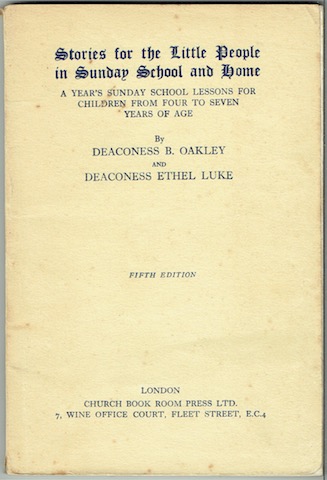 Stories for the Little People
in Sunday School and Home
A YEAR'S SUNDAY SCHOOL LESSONS FOR
CHILDREN FROM FOUR TO SEVEN
YEARS OF AGE
By
DEACONESS B. OAKLEY
AND
DEACONESS ETHEL LUKE
FIFTH EDITION
LONDON
CHURCH BOOK ROOM PRESS LTD.
7, WINE OFFICE COURT, FLEET STREET, E.C.4